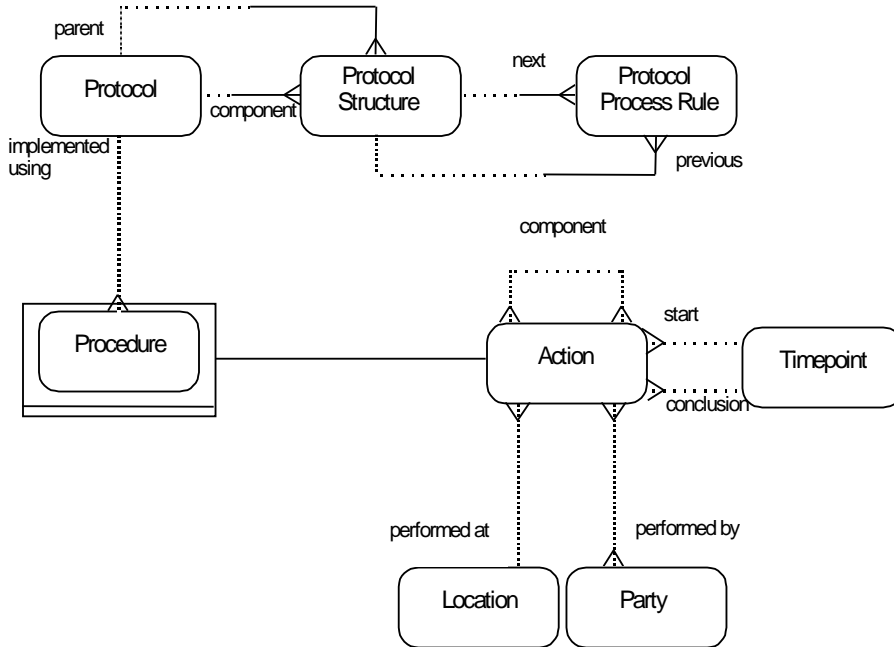 parent
Protocol
component
Protocol
Structure
next
Protocol
Process Rule
implemented
using
previous
component
Procedure
Action
start
conclusion
Timepoint
performed at
performed by
Location
Party